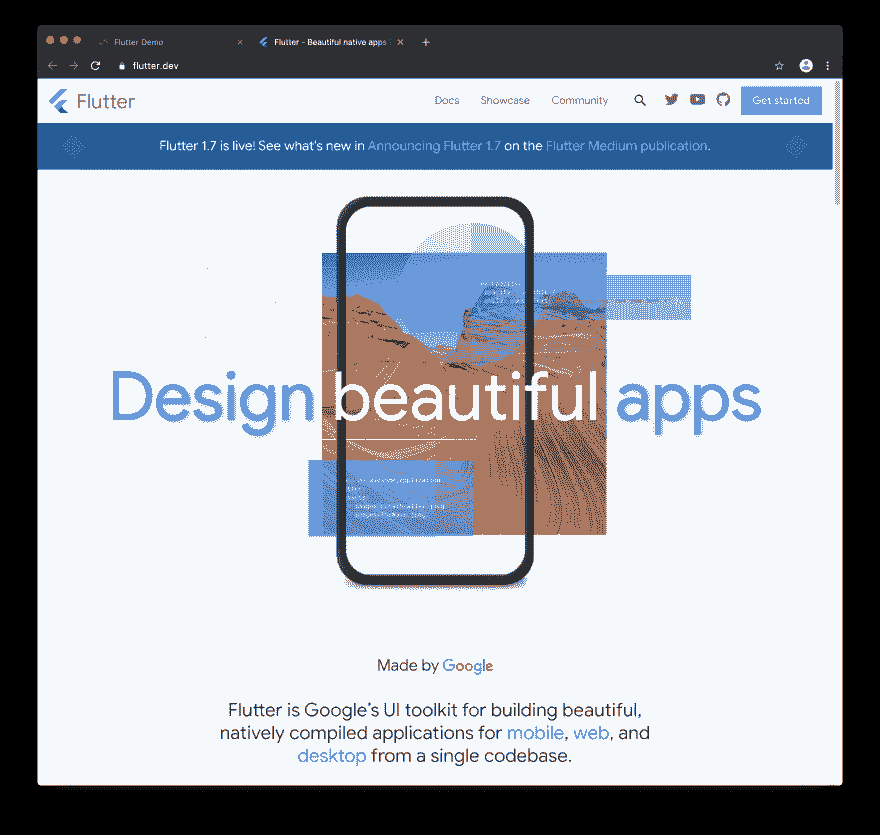 Flutter Demo
Flutter - Beautiful native apps
flutter.dev
Flutter
Docs Showcase Community Get started
Flutter 1.7 is live! See what's new in Announcing Flutter 1.7 on the Flutter Medium publication.
Design beautiful apps
Made by Google
Flutter is Google's UI toolkit for building beautiful,
natively compiled applications for mobile, web, and
desktop from a single codebase.